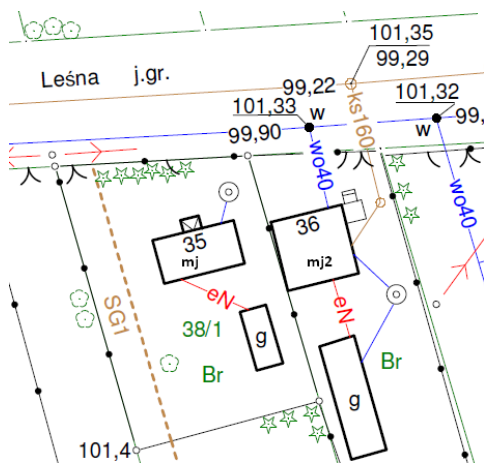 101,35
99,29
Leśna j.gr.
99,22
101,33
w
99,90
ks160
101,32
w
99,
wo40
wo40
36
mj2
35
mj
SG1
eN
eN
38/1
g
Br
g
Br
101,4